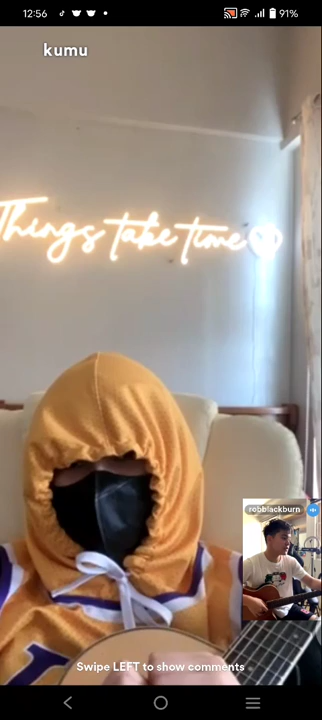 12:56
91%
kumu
Things take time
robblackburn
Swipe LEFT to show comments